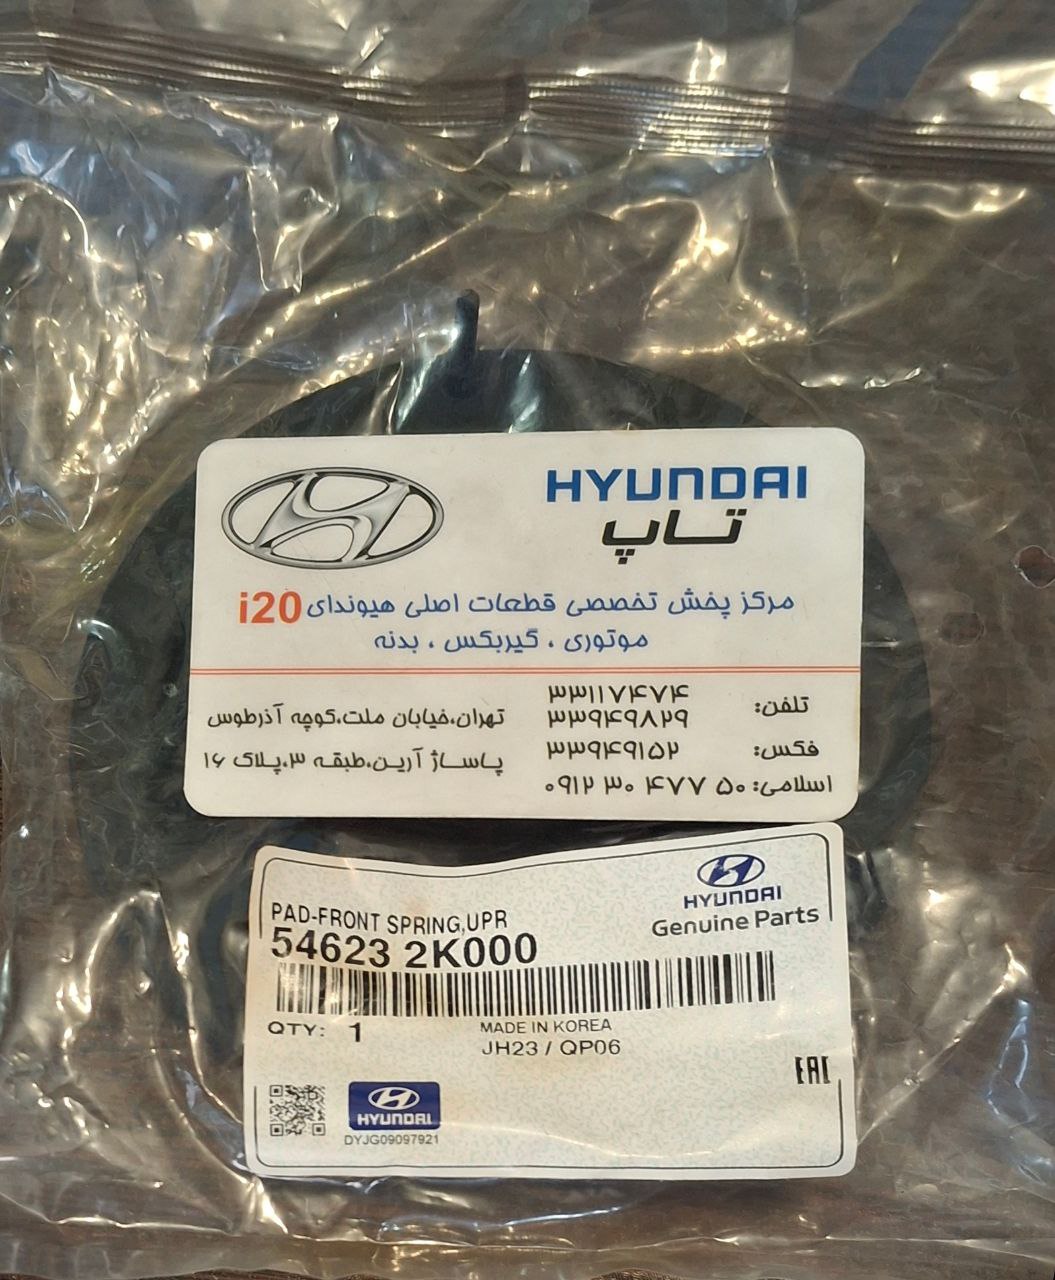 HYUNDAI
تاپ
مرکز پخش تخصصی قطعات اصلی هیوندای i20
موتوری ، گیربکس ، بدنه
تلفن: ۳۳۱۱۷۴۷۴
۳۳۹۴۹۸۲۹
فکس: ۳۳۹۴۹۱۵۲
اسلامی: ۰۹۱۲ ۳۰ ۴۷۷ ۵۰
تهران،خیابان ملت،کوچه آذرطوس
پاساژ آرین،طبقه ۳،پلاک ۱۶
HYUNDAI
Genuine Parts
PAD-FRONT SPRING,UPR
54623 2K000
QTY: 1
MADE IN KOREA
JH23 / QP06
EAC
HYUNDAI
DYJG09097921